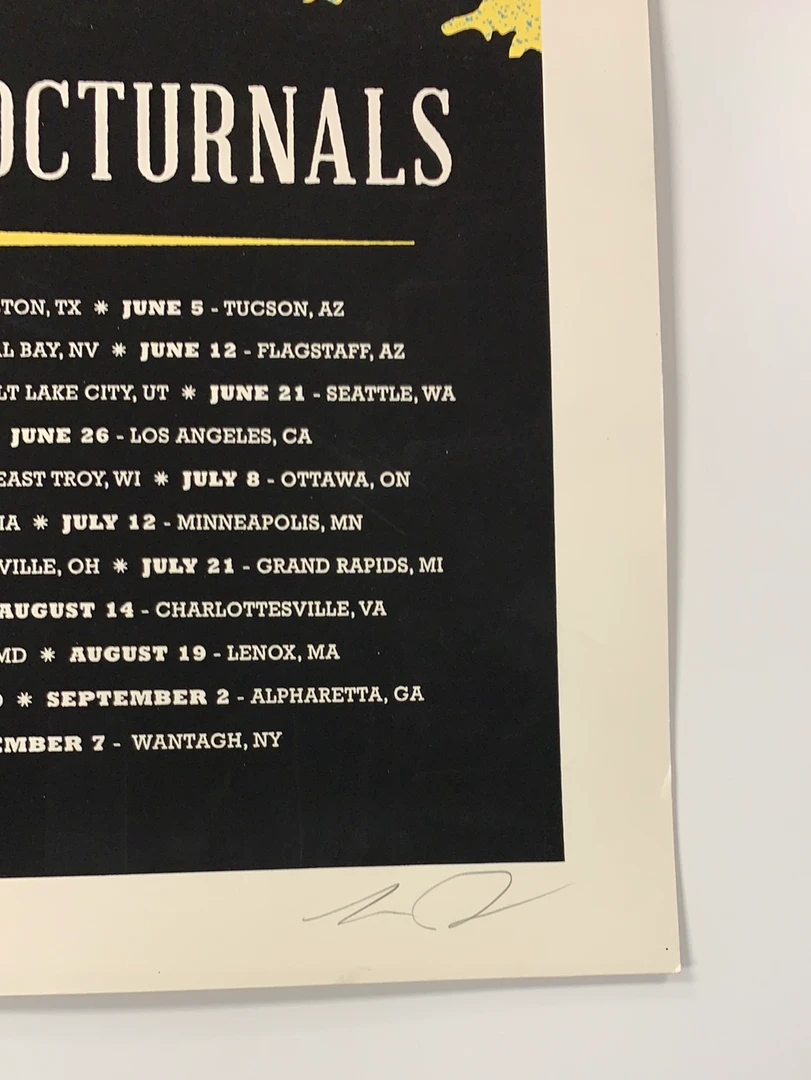 OCTURNALS
TON, TX * JUNE 5 - TUCSON, AZ
L BAY, NV * JUNE 12 - FLAGSTAFF, AZ
LT LAKE CITY, UT * JUNE 21 - SEATTLE, WA
JUNE 26 - LOS ANGELES, CA
EAST TROY, WI * JULY 8 - OTTAWA, ON
IA * JULY 12 - MINNEAPOLIS, MN
VILLE, OH * JULY 21 - GRAND RAPIDS, MI
AUGUST 14 - CHARLOTTESVILLE, VA
MD * AUGUST 19 - LENOX, MA
* SEPTEMBER 2 - ALPHARETTA, GA
EMBER 7 - WANTAGH, NY